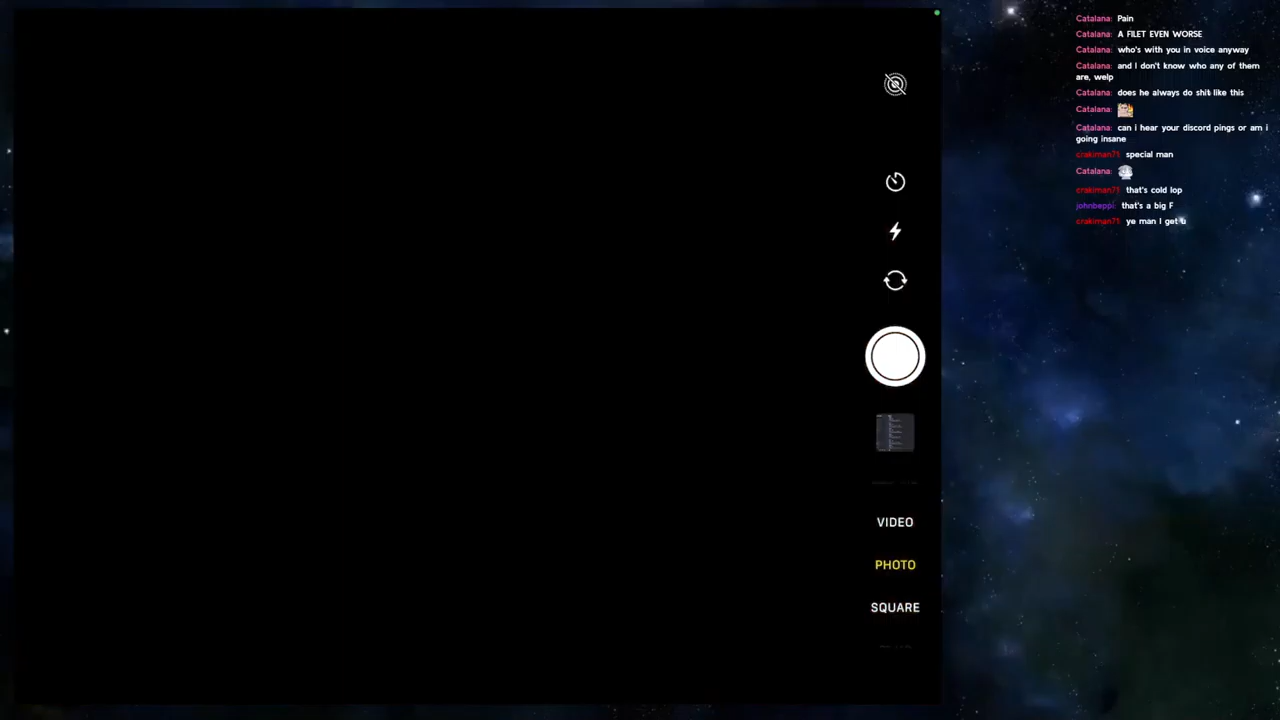 Catalana: Pain
Catalana: A FILET EVEN WORSE
Catalana: who's with you in voice anyway
Catalana: and I don't know who any of them
are, welp
Catalana: does he always do shit like this
Catalana:
Catalana: can i hear your discord pings or am i
going insane
crakiman71: special man
Catalana:
crakiman71: that's cold lop
johnbeppi: that's a big F
crakiman71: ye man I get u
VIDEO
PHOTO
SQUARE